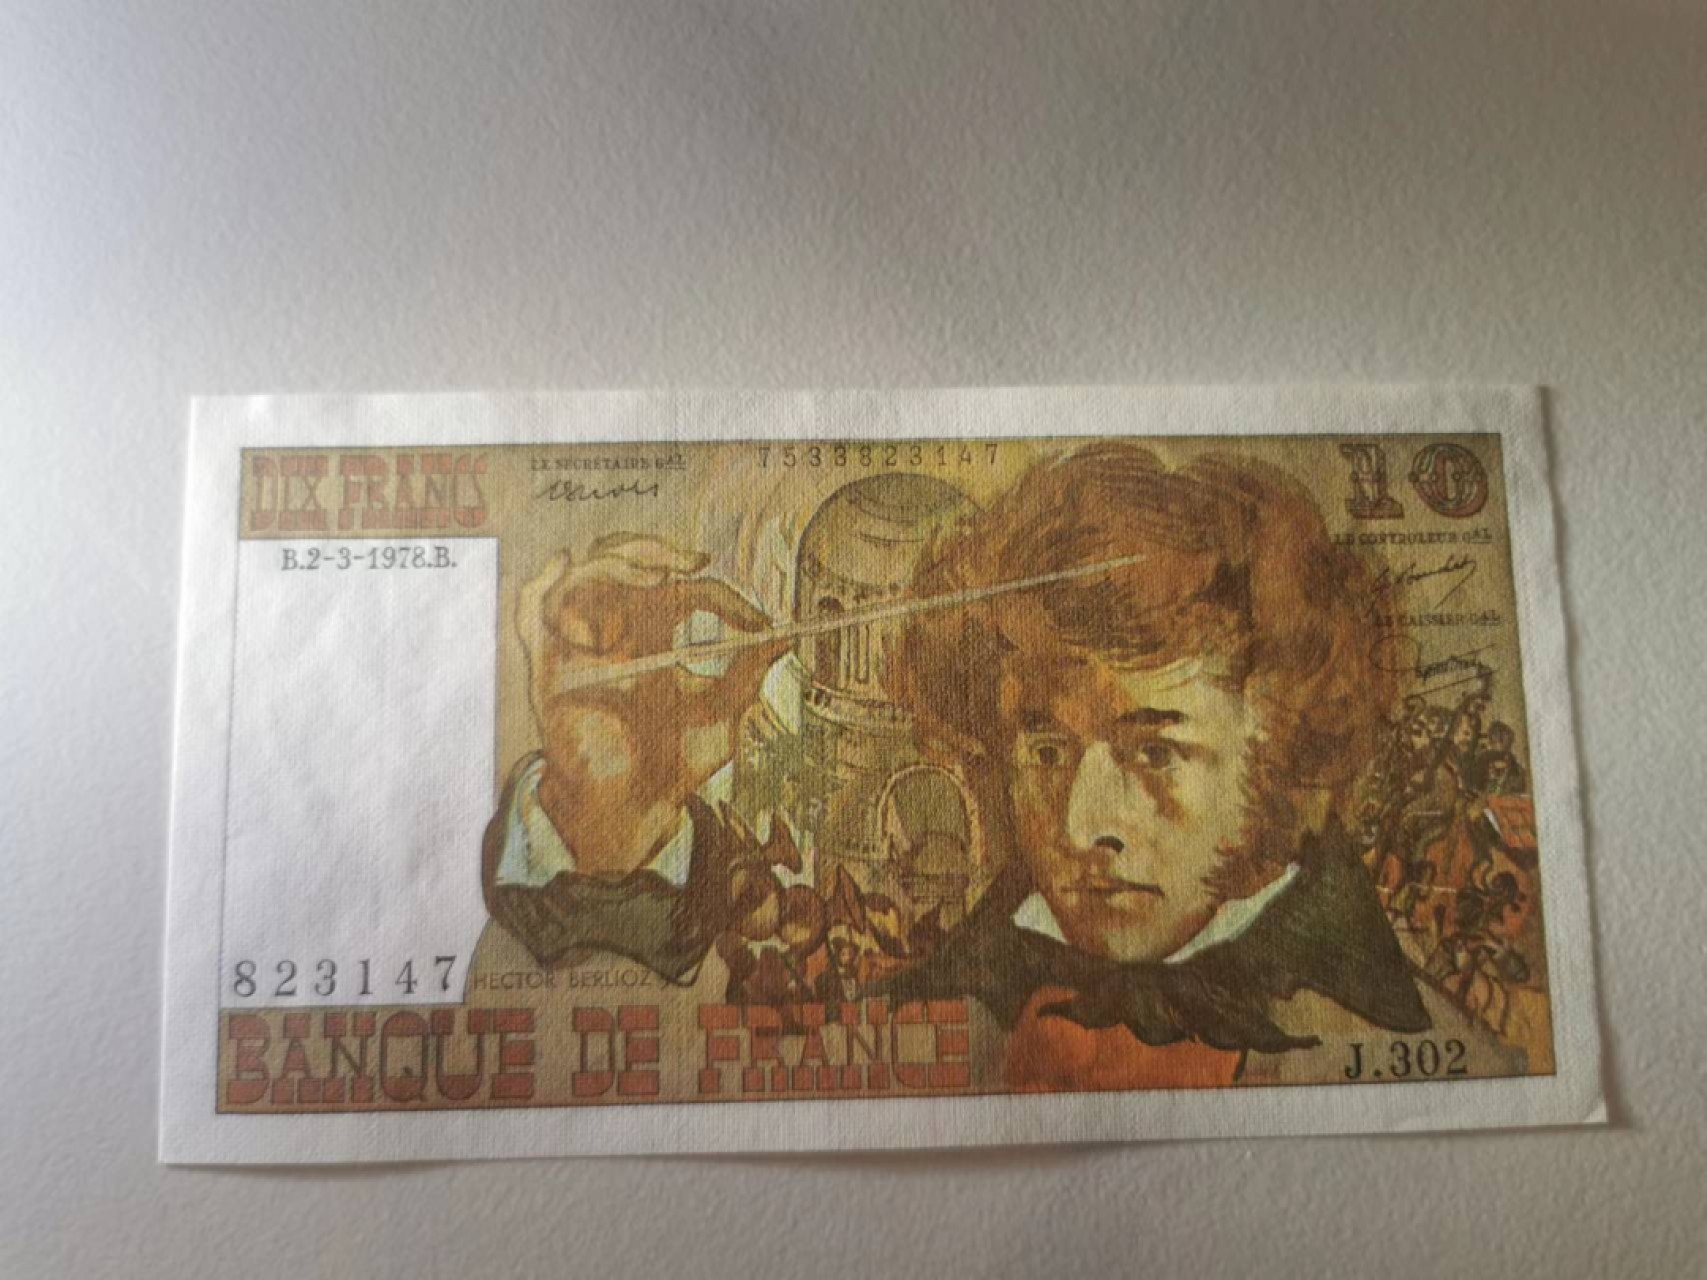 DIX FRANCS
LE SECRÉTAIRE GAL
7533823147
10
B.2-3-1978.B.
LE CONTROLEUR GAL
LE CAISSIER GAL
823147
HECTOR BERLIOZ
BANQUE DE FRANCE
J.302